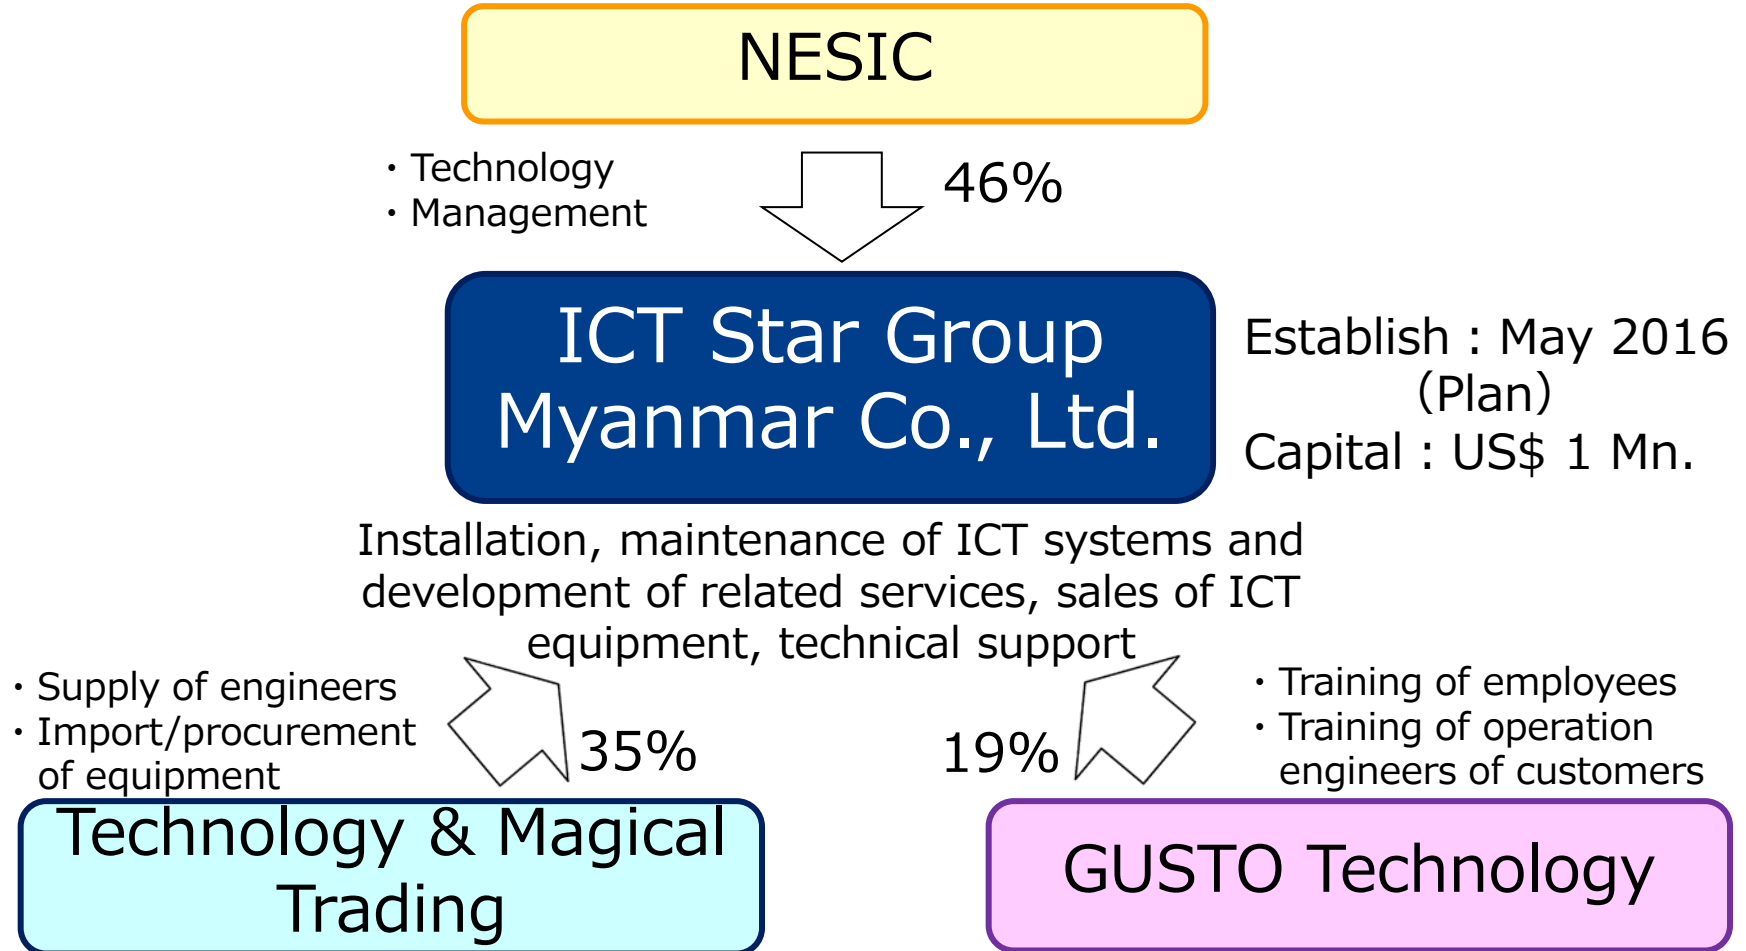 NESIC
・Technology
・Management
46%
ICT Star Group
Myanmar Co., Ltd.
Establish : May 2016
（Plan）
Capital : US$ 1 Mn.
Installation, maintenance of ICT systems and
development of related services, sales of ICT
equipment, technical support
・Supply of engineers
・Import/procurement
of equipment
35%
19%
・Training of employees
・Training of operation
engineers of customers
Technology & Magical
Trading
GUSTO Technology